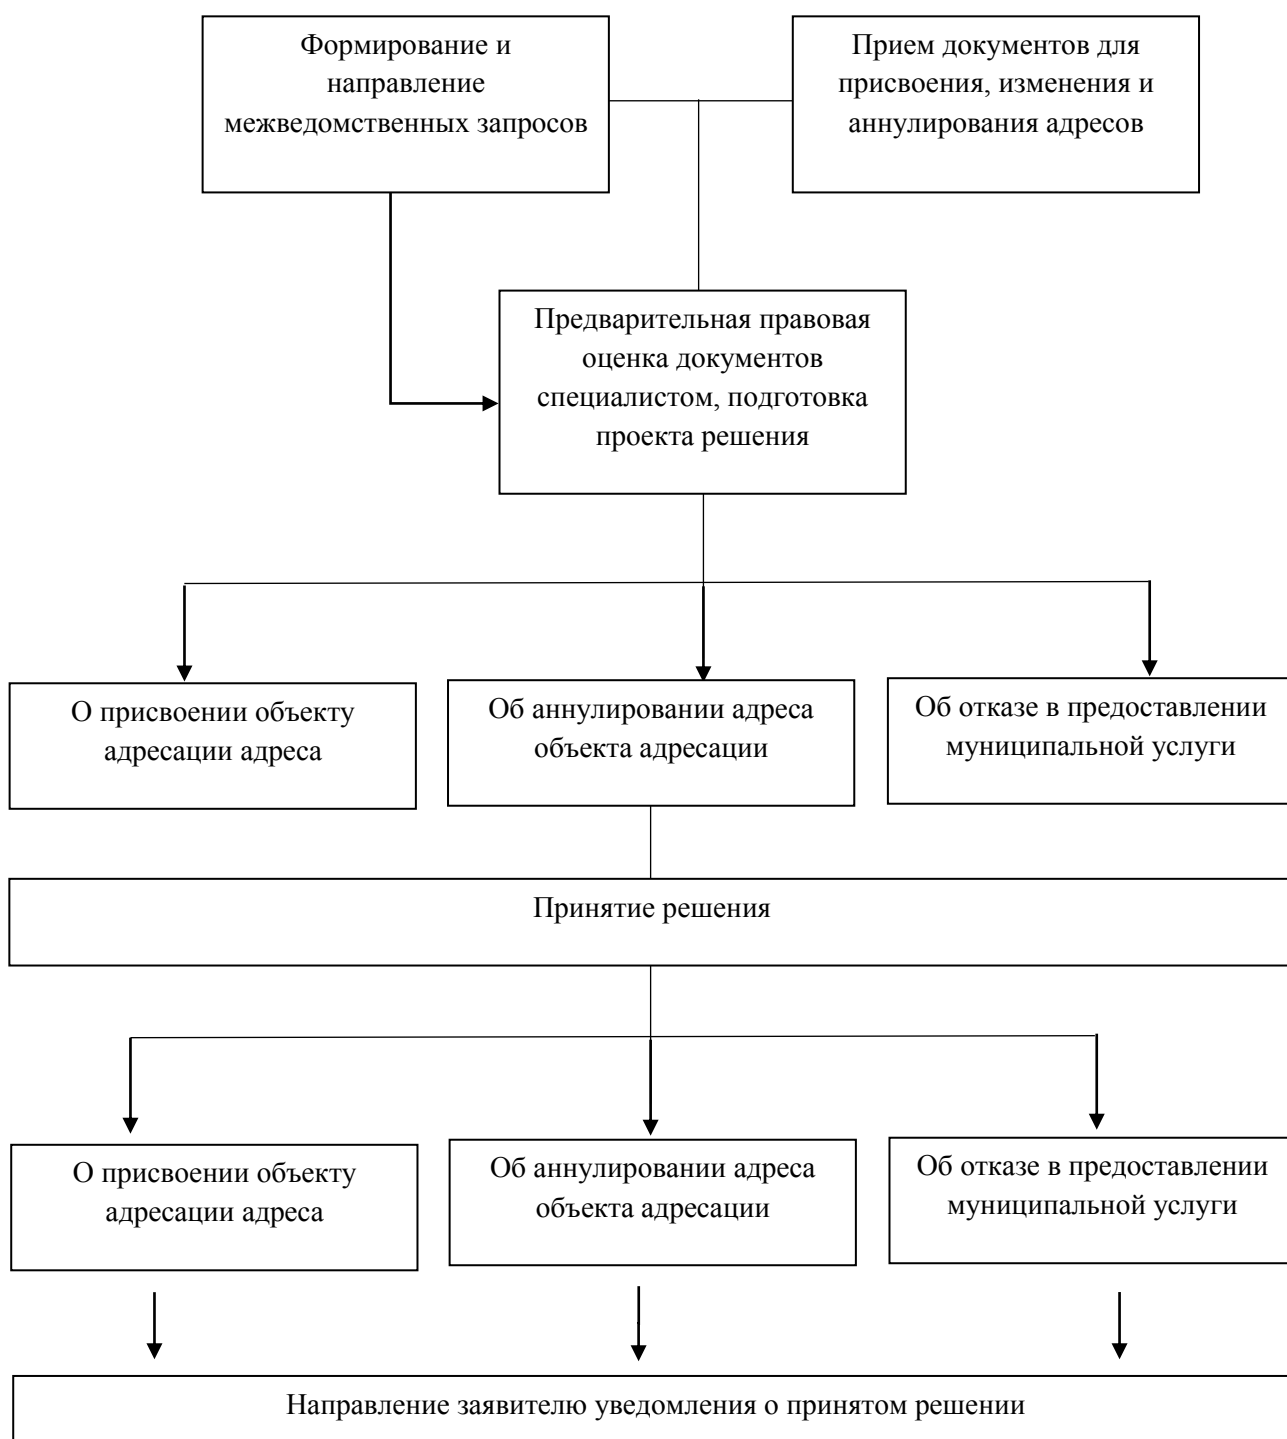 Формирование и
направление
межведомственных запросов
Прием документов для
присвоения, изменения и
аннулирования адресов
Предварительная правовая
оценка документов
специалистом, подготовка
проекта решения
О присвоении объекту
адресации адреса
Об аннулировании адреса
объекта адресации
Об отказе в предоставлении
муниципальной услуги
Принятие решения
О присвоении объекту
адресации адреса
Об аннулировании адреса
объекта адресации
Об отказе в предоставлении
муниципальной услуги
Направление заявителю уведомления о принятом решении